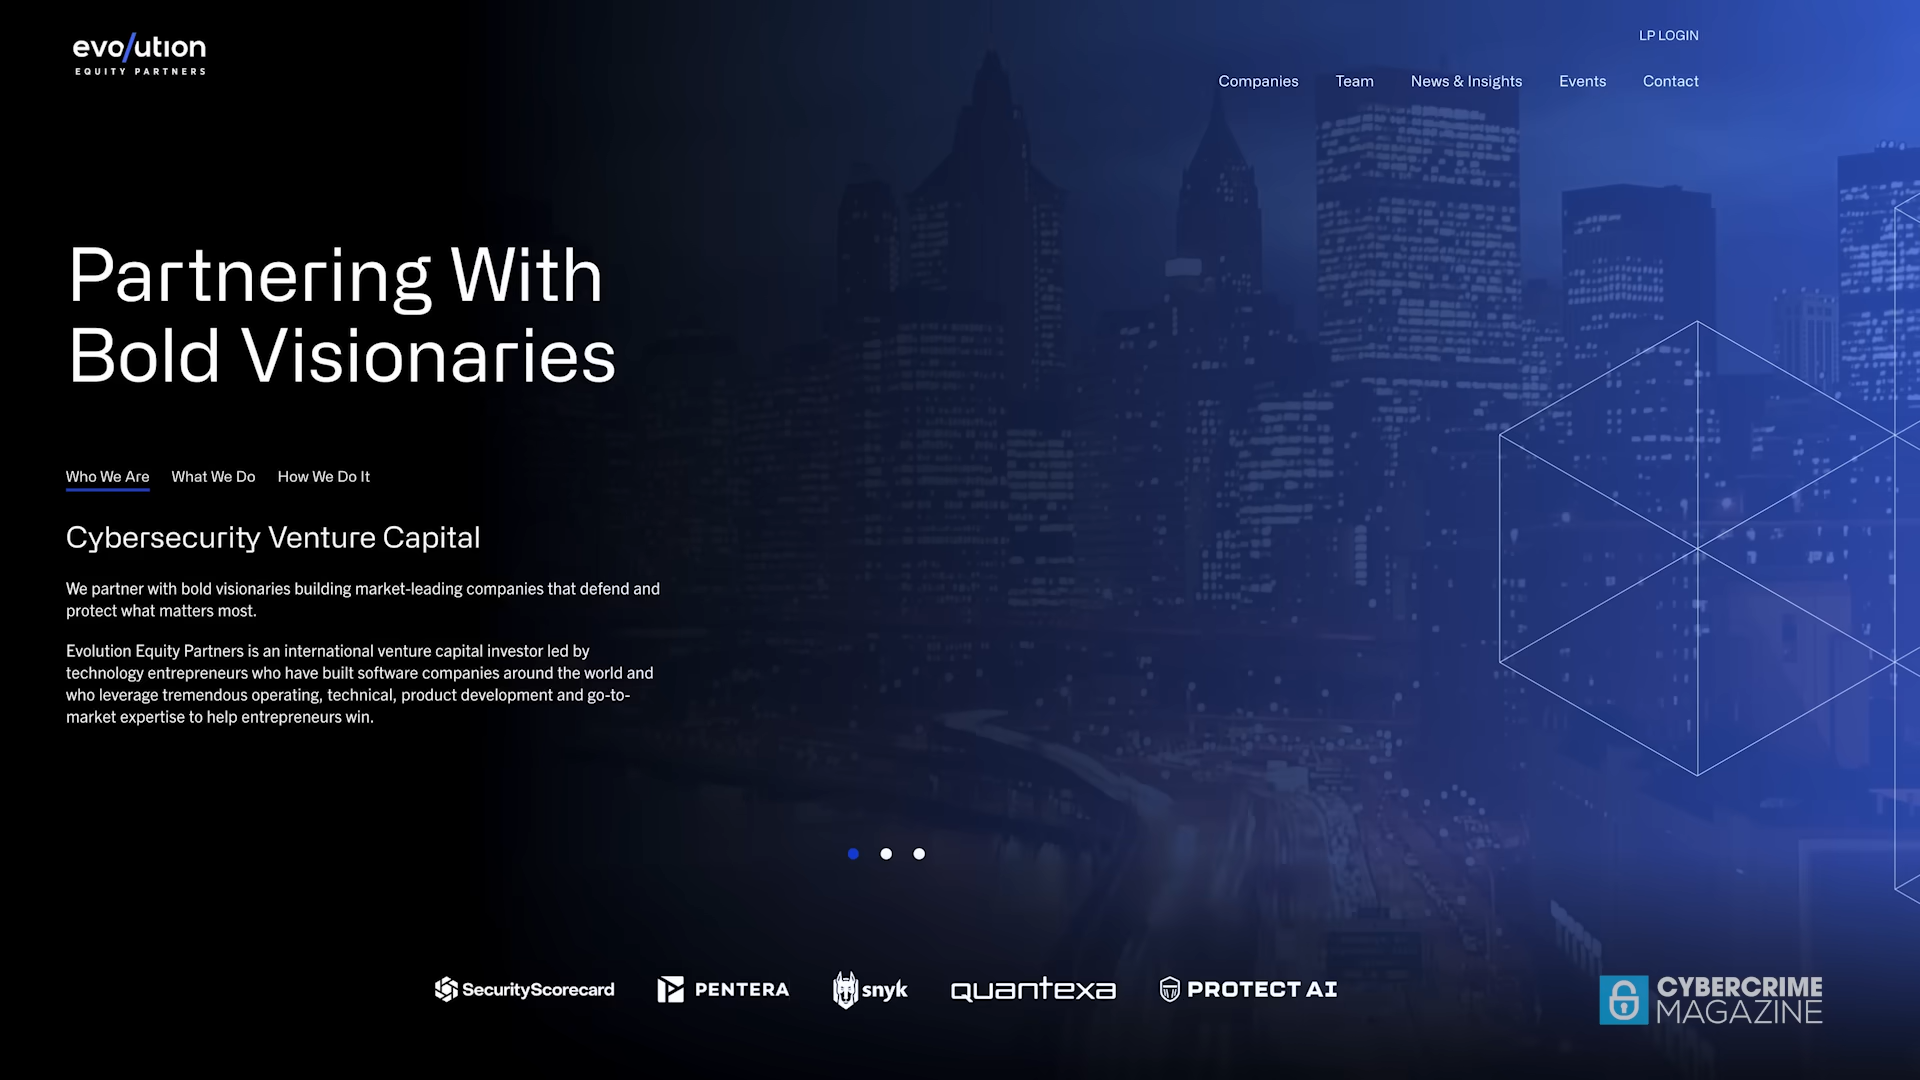 evolution
EQUITY PARTNERS
LP LOGIN
Companies Team News & Insights Events Contact
Partnering With
Bold Visionaries
Who We Are What We Do How We Do It
Cybersecurity Venture Capital
We partner with bold visionaries building market-leading companies that defend and
protect what matters most.
Evolution Equity Partners is an international venture capital investor led by
technology entrepreneurs who have built software companies around the world and
who leverage tremendous operating, technical, product development and go-to-
market expertise to help entrepreneurs win.
SecurityScorecard PENTERA snyk quantexa PROTECT AI
CYBERCRIME
MAGAZINE